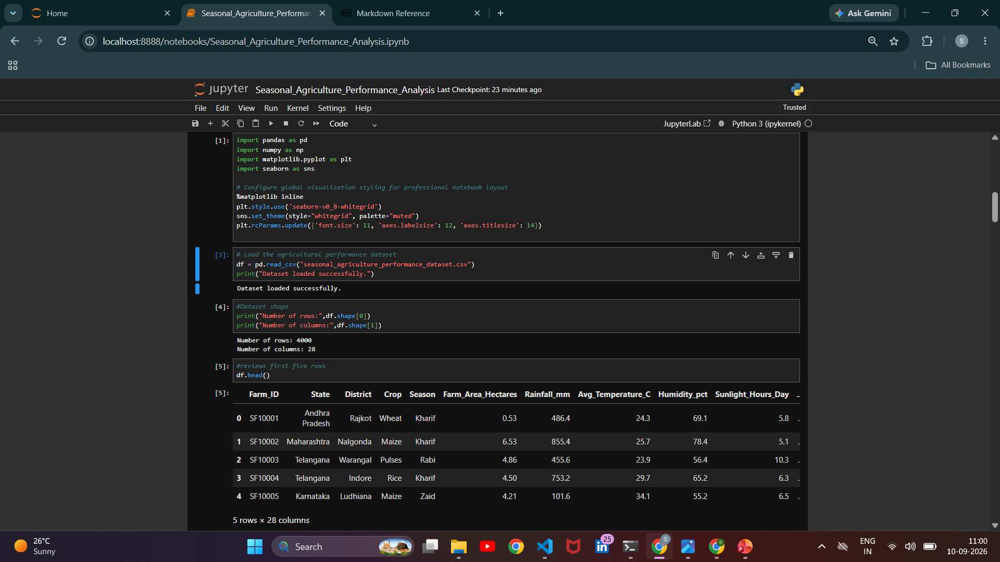 Home
Seasonal_Agriculture_Performan
Markdown Reference
Ask Gemini
localhost:8888/notebooks/Seasonal_Agriculture_Performance_Analysis.ipynb
S
All Bookmarks
jupyter Seasonal_Agriculture_Performance_Analysis Last Checkpoint: 23 minutes ago
File Edit View Run Kernel Settings Help
Trusted
Code
JupyterLab
Python 3 (ipykernel)
[1]:
import pandas as pd
import numpy as np
import matplotlib.pyplot as plt
import seaborn as sns
# Configure global visualization styling for professional notebook layout
%matplotlib inline
plt.style.use('seaborn-v0_8-whitegrid')
sns.set_theme(style="whitegrid", palette="muted")
plt.rcParams.update({'font.size': 11, 'axes.labelsize': 12, 'axes.titlesize': 14})
[3]:
# Load the agricultural performance dataset
df = pd.read_csv("seasonal_agriculture_performance_dataset.csv")
print("Dataset loaded successfully.")
Dataset loaded successfully.
[4]:
#Dataset shape
print("Number of rows:",df.shape[0])
print("Number of columns:",df.shape[1])
Number of rows: 4000
Number of columns: 28
[5]:
#reviews first five rows
df.head()
[5]:
Farm_ID State District Crop Season Farm_Area_Hectares Rainfall_mm Avg_Temperature_C Humidity_pct Sunlight_Hours_Day ..
0 SF10001 Andhra Pradesh Rajkot Wheat Kharif 0.53 486.4 24.3 69.1 5.8 .
1 SF10002 Maharashtra Nalgonda Maize Kharif 6.53 855.4 25.7 78.4 5.1 .
2 SF10003 Telangana Warangal Pulses Rabi 4.86 455.6 23.9 56.4 10.3 .
3 SF10004 Telangana Indore Rice Kharif 4.50 753.2 29.7 65.2 6.3 .
4 SF10005 Karnataka Ludhiana Maize Zaid 4.21 101.6 34.1 55.2 6.5 .
5 rows × 28 columns
26°C
Sunny
Search
25
ENG
IN
11:00
10-09-2026